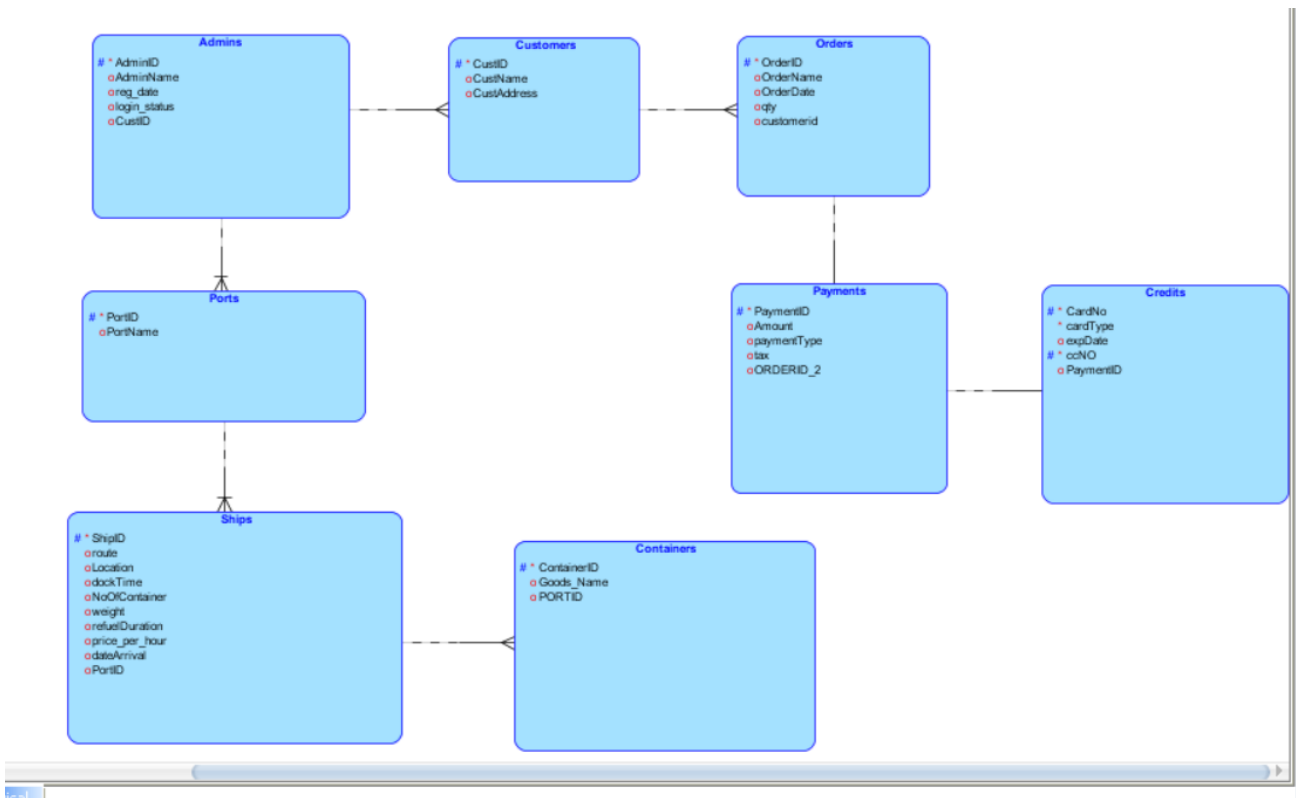 Admins
# * AdminID
o AdminName
o reg_date
o login_status
o CustID
Customers
# * CustID
o CustName
o CustAddress
Orders
# * OrderID
o OrderName
o OrderDate
o qty
o customerid
Ports
# * PortID
o PortName
Payments
# * PaymentID
o Amount
o paymentType
o tax
o ORDERID_2
Credits
# * CardNo
* cardType
o expDate
# * ccNO
o PaymentID
Ships
# * ShipID
o route
o Location
o dockTime
o NoOfContainer
o weight
o refuelDuration
o price_per_hour
o dateArrival
o PortID
Containers
# * ContainerID
o Goods_Name
o PORTID